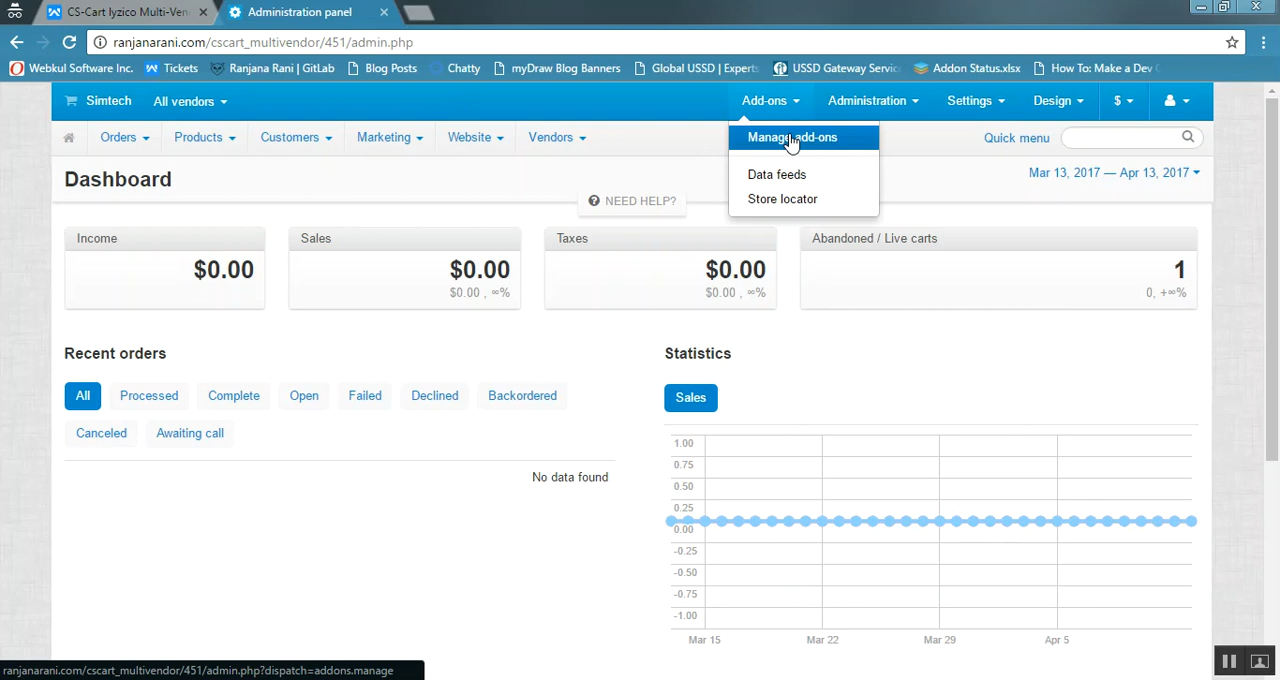 CS-Cart Iyzico Multi-Ven
Administration panel
ranjanarani.com/cscart_multivendor/451/admin.php
Webkul Software Inc.
Tickets
Ranjana Rani | GitLab
Blog Posts
Chatty
myDraw Blog Banners
Global USSD | Expert
USSD Gateway Servic
Addon Status.xlsx
How To: Make a Dev
Simtech
All vendors
Add-ons
Administration
Settings
Design
$
Orders
Products
Customers
Marketing
Website
Vendors
Manage add-ons
Quick menu
Data feeds
Store locator
Dashboard
Mar 13, 2017 — Apr 13, 2017
NEED HELP?
Income
$0.00
Sales
$0.00
$0.00 , ∞%
Taxes
$0.00
$0.00 , ∞%
Abandoned / Live carts
1
0, +∞%
Recent orders
All
Processed
Complete
Open
Failed
Declined
Backordered
Canceled
Awaiting call
No data found
Statistics
Sales
1.00
0.75
0.50
0.25
0.00
-0.25
-0.50
-0.75
-1.00
Mar 15
Mar 22
Mar 29
Apr 5
ranjanarani.com/cscart_multivendor/451/admin.php?dispatch=addons.manage